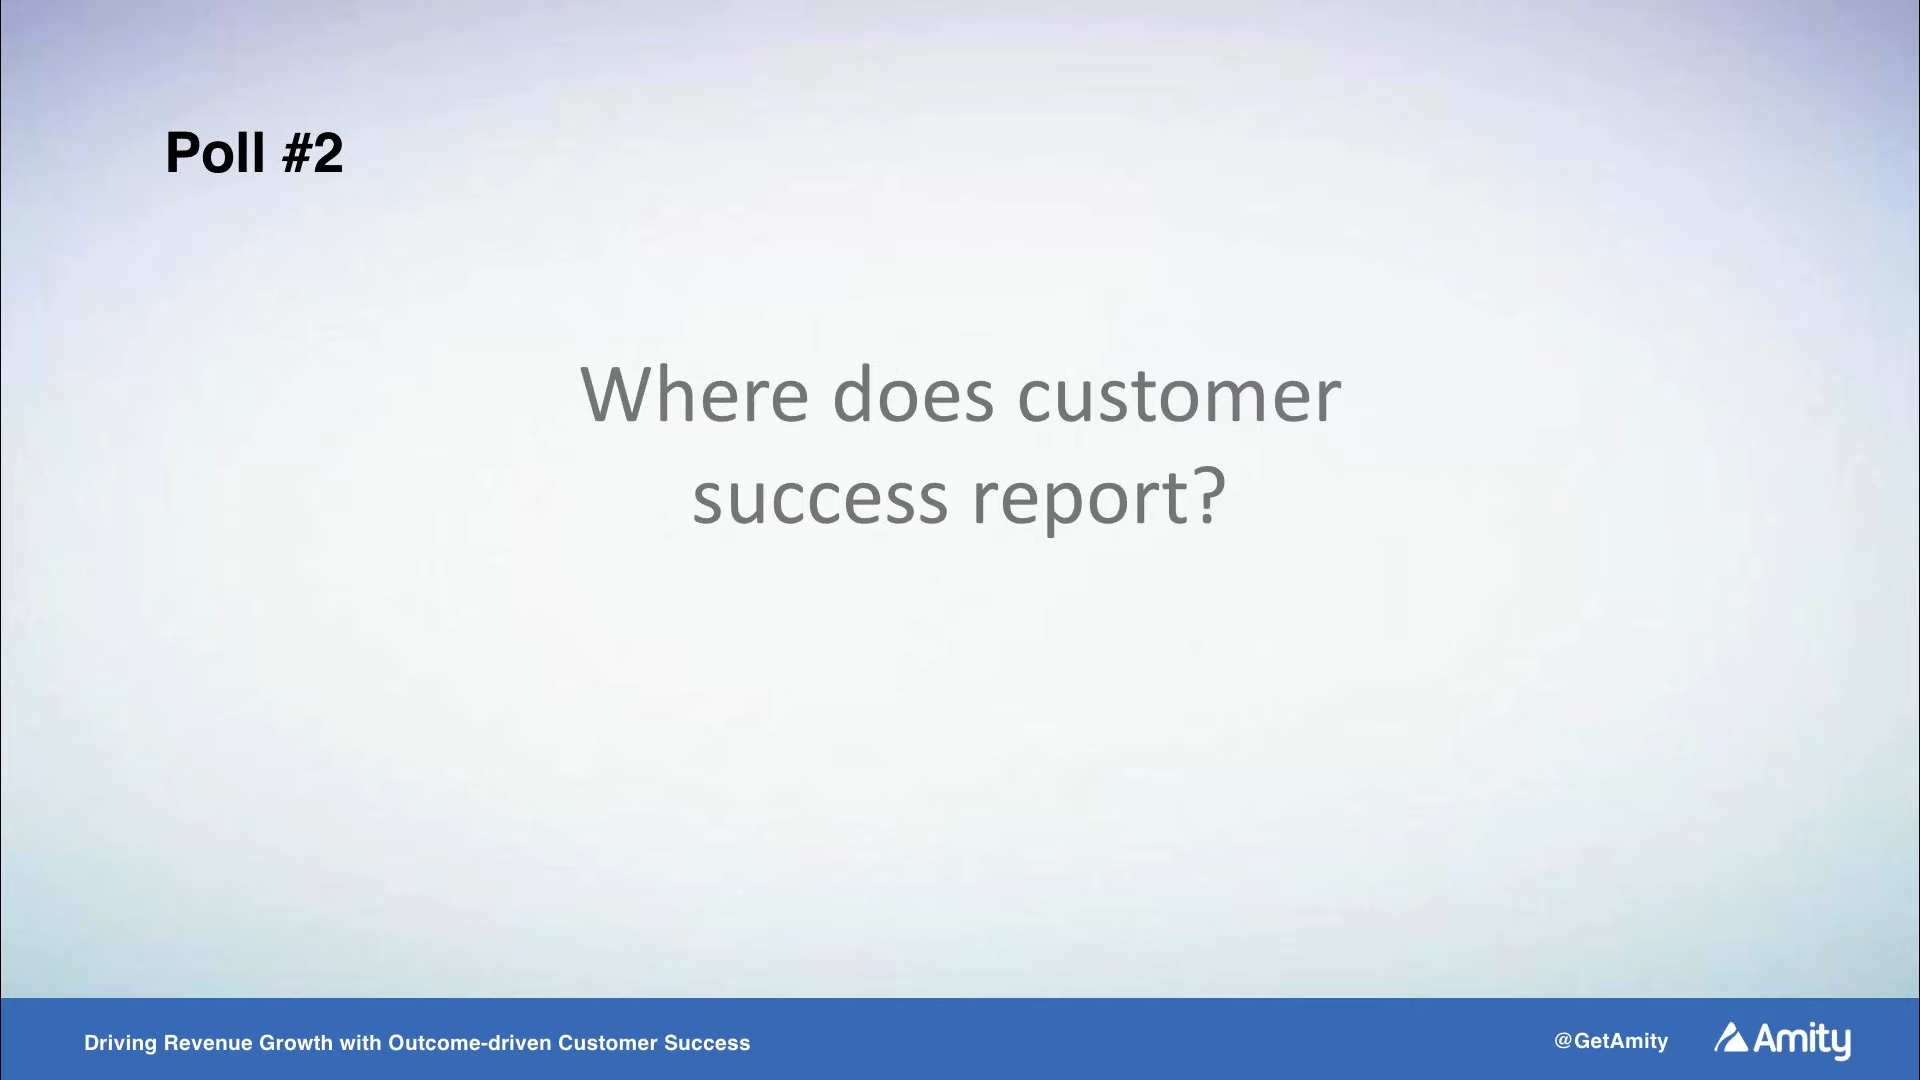 Poll #2
Where does customer
success report?
Driving Revenue Growth with Outcome-driven Customer Success
@GetAmity
Amity